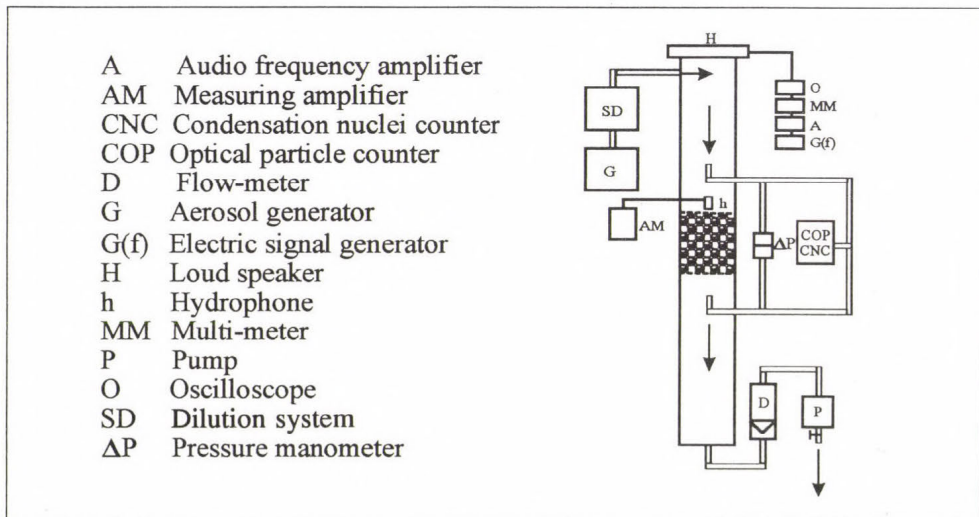 A Audio frequency amplifier
AM Measuring amplifier
CNC Condensation nuclei counter
COP Optical particle counter
D Flow-meter
G Aerosol generator
G(f) Electric signal generator
H Loud speaker
h Hydrophone
MM Multi-meter
P Pump
O Oscilloscope
SD Dilution system
ΔP Pressure manometer
H
O
MM
A
G(f)
SD
G
h
AM
ΔP
COP
CNC
D
P